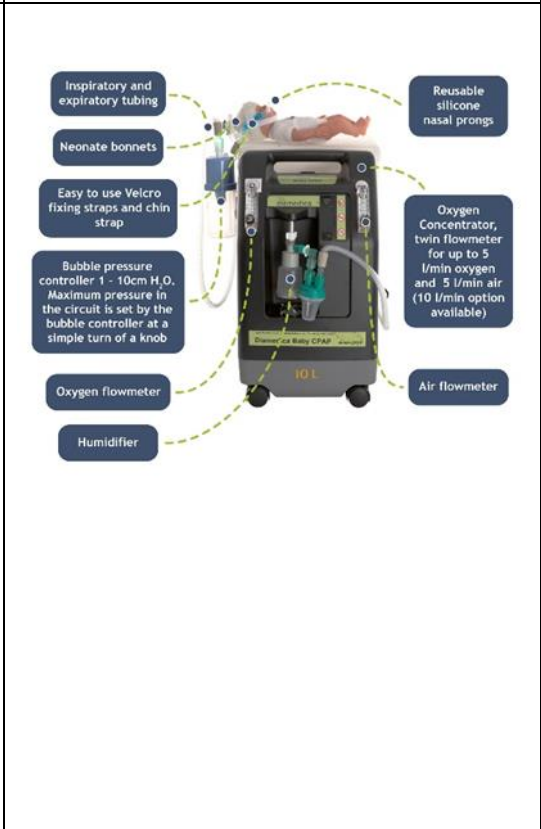 Inspiratory and
expiratory tubing
Neonate bonnets
Easy to use Velcro
fixing straps and chin
strap
Bubble pressure
controller 1 - 10cm H₂O.
Maximum pressure in
the circuit is set by the
bubble controller at a
simple turn of a knob
Oxygen flowmeter
Humidifier
Reusable
silicone
nasal prongs
Oxygen
Concentrator,
twin flowmeter
for up to 5
l/min oxygen
and 5 l/min air
(10 l/min option
available)
Air flowmeter
Diamedica Baby CPAP
10 L